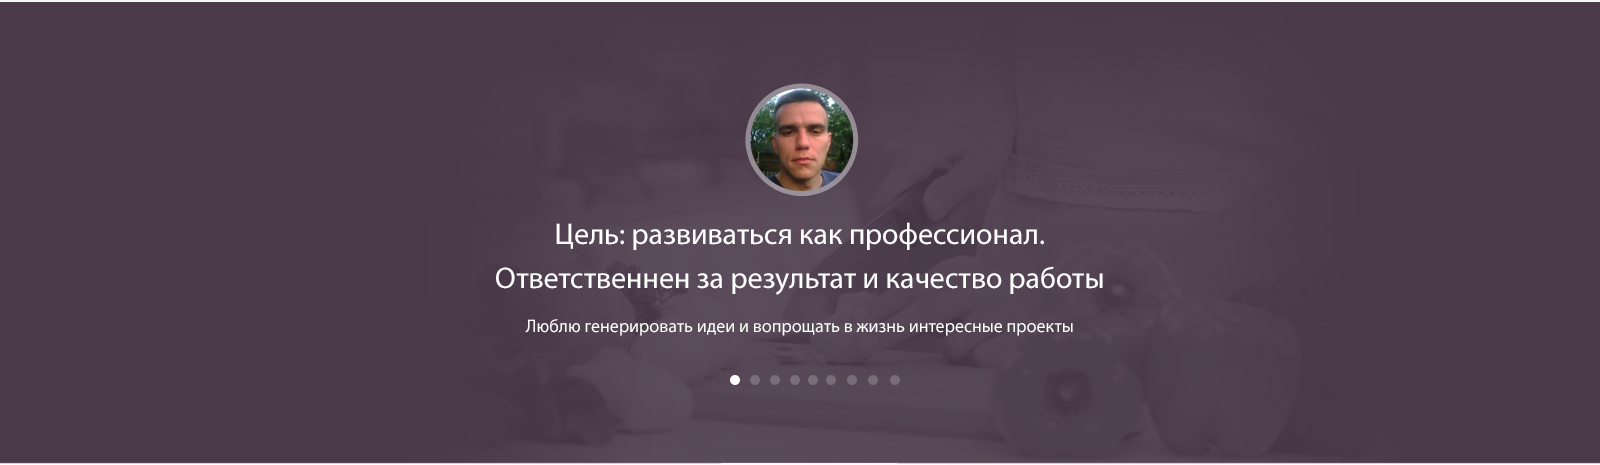 Цель: развиваться как профессионал.
Ответственнен за результат и качество работы
Люблю генерировать идеи и вопрощать в жизнь интересные проекты